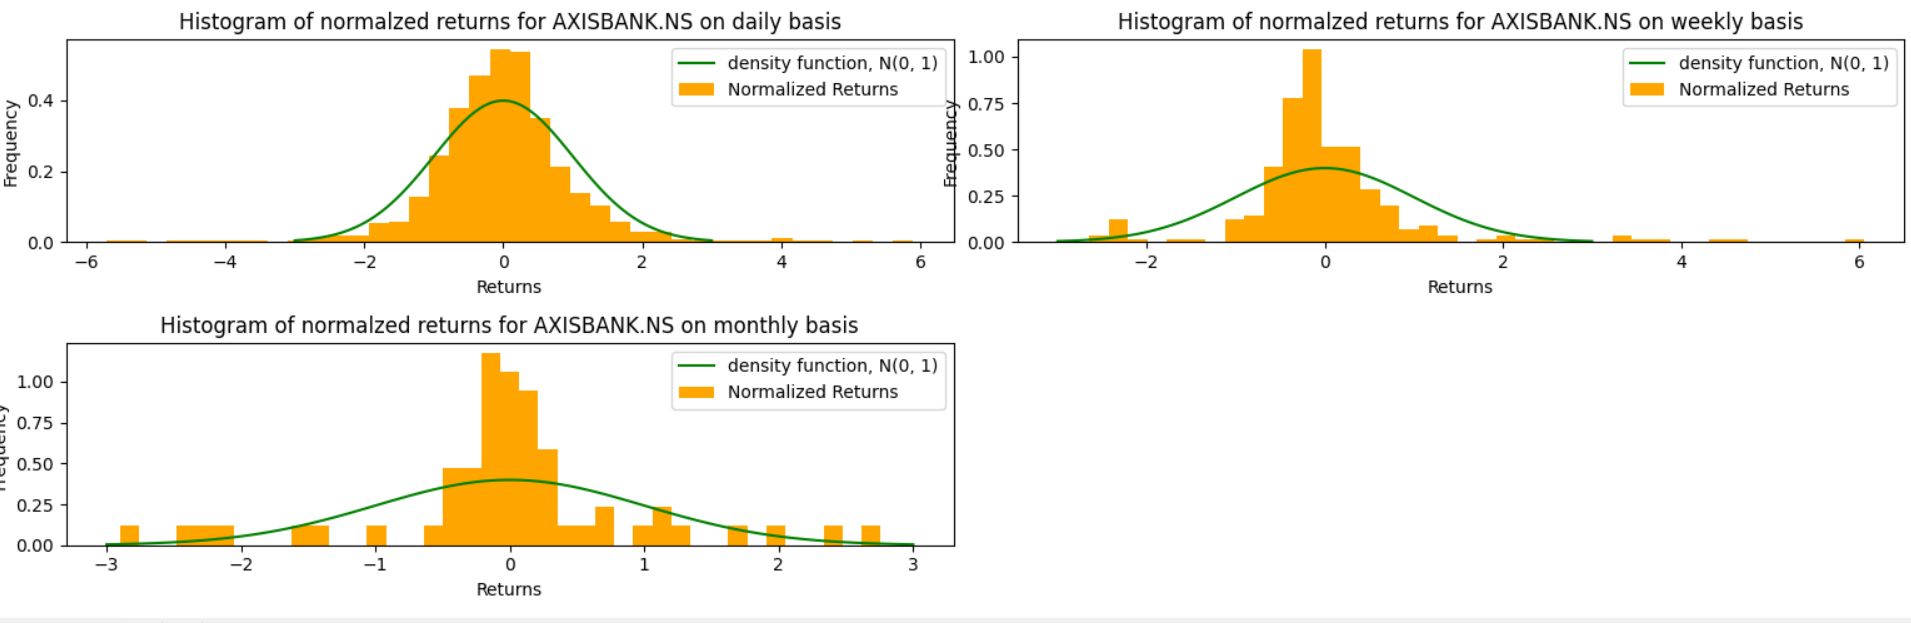 Histogram of normalzed returns for AXISBANK.NS on daily basis
density function, N(0, 1)
Normalized Returns
Frequency
0.4
0.2
0.0
−6 −4 −2 0 2 4 6
Returns
Histogram of normalzed returns for AXISBANK.NS on weekly basis
density function, N(0, 1)
Normalized Returns
Frequency
1.00
0.75
0.50
0.25
0.00
−2 0 2 4 6
Returns
Histogram of normalzed returns for AXISBANK.NS on monthly basis
density function, N(0, 1)
Normalized Returns
Frequency
1.00
0.75
0.50
0.25
0.00
−3 −2 −1 0 1 2 3
Returns